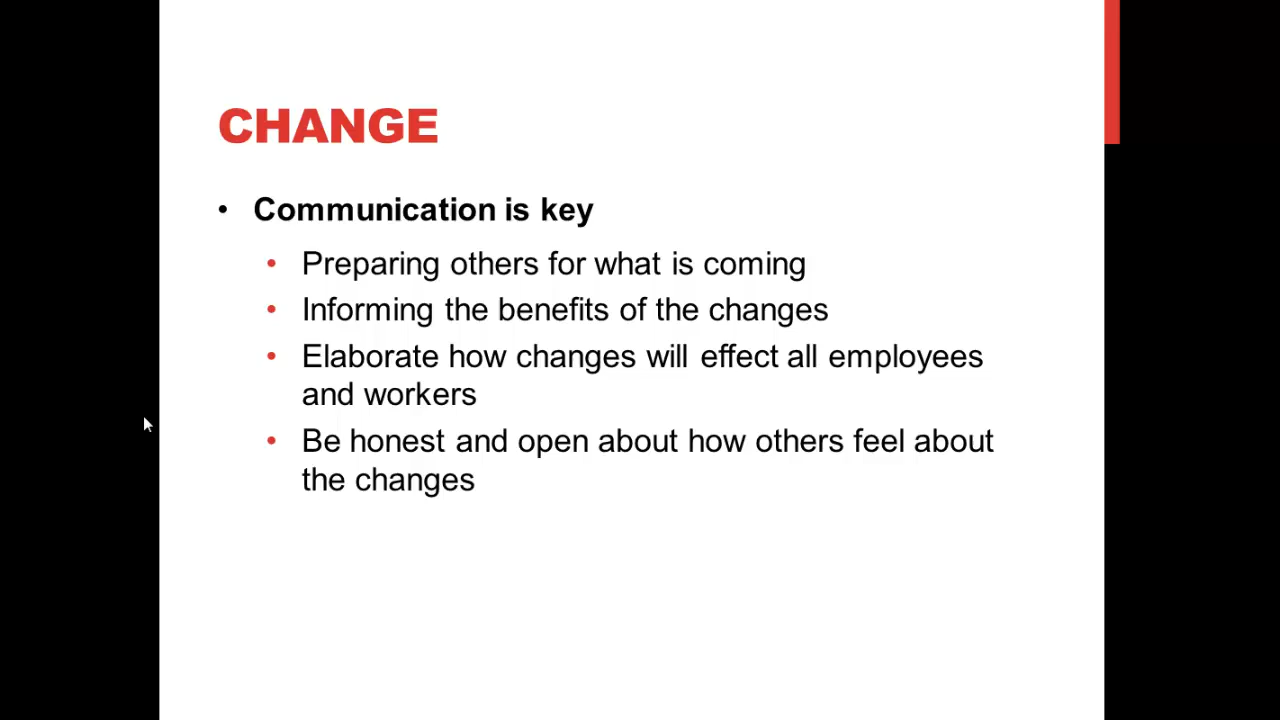 CHANGE
• Communication is key
• Preparing others for what is coming
• Informing the benefits of the changes
• Elaborate how changes will effect all employees
and workers
• Be honest and open about how others feel about
the changes